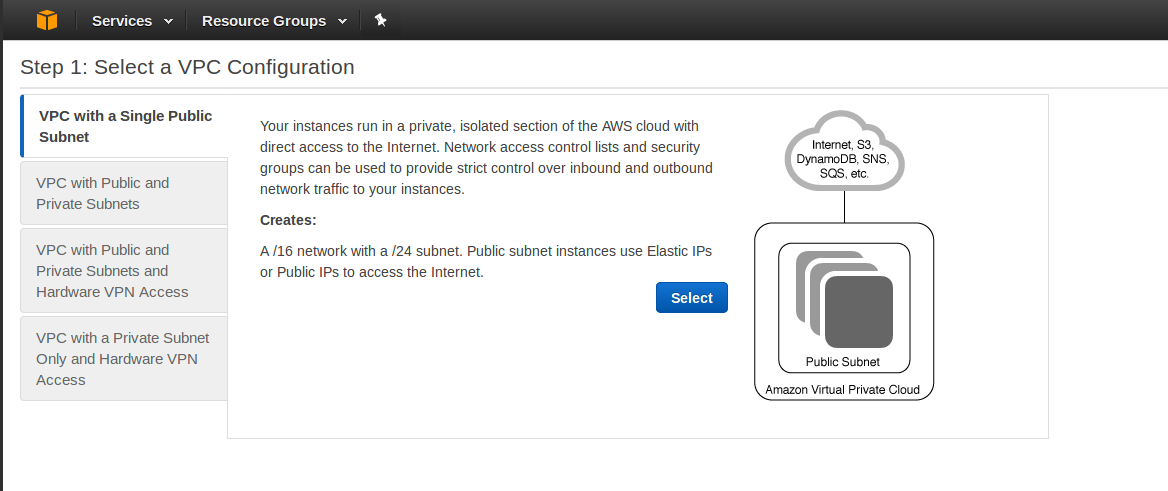 Services
Resource Groups
Step 1: Select a VPC Configuration
VPC with a Single Public
Subnet
VPC with Public and
Private Subnets
VPC with Public and
Private Subnets and
Hardware VPN Access
VPC with a Private Subnet
Only and Hardware VPN
Access
Your instances run in a private, isolated section of the AWS cloud with
direct access to the Internet. Network access control lists and security
groups can be used to provide strict control over inbound and outbound
network traffic to your instances.
Creates:
A /16 network with a /24 subnet. Public subnet instances use Elastic IPs
or Public IPs to access the Internet.
Select
Internet, S3,
DynamoDB, SNS,
SQS, etc.
Public Subnet
Amazon Virtual Private Cloud